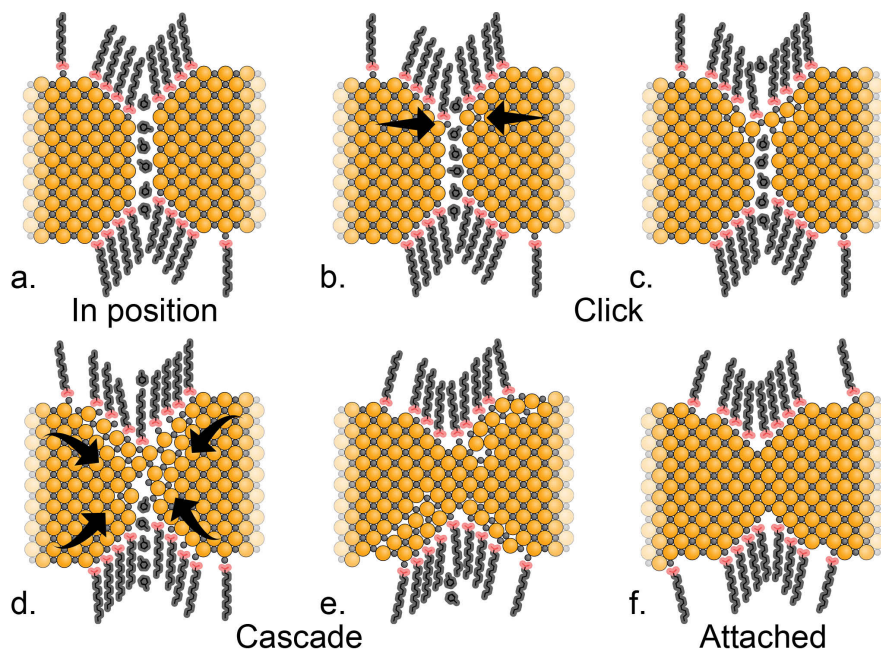 a.
b.
c.
In position
Click
d.
e.
f.
Cascade
Attached